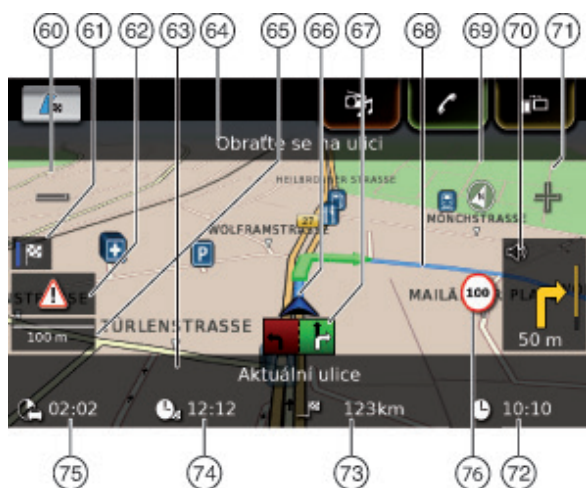 60 61 62 63 64 65 66 67 68 69 70 71
Obraťte se na ulici
HEILBRONNER STRASSE
27
P
WOLFRAMSTRASSE
MÖNCHSTRASSE
P
100
MAILÄ
PLA
STRASSE
TÜRLENSTRASSE
100 m
50 m
Aktuální ulice
02:02 12:12 123km 10:10
75 74 73 76 72